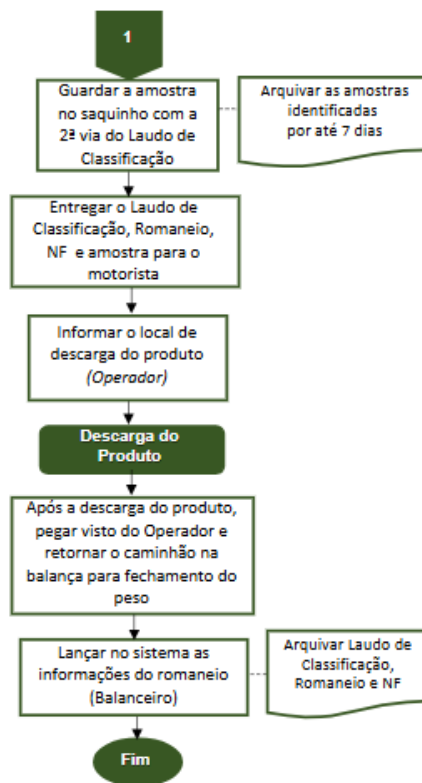 1
Guardar a amostra
no saquinho com a
2ª via do Laudo de
Classificação
Arquivar as amostras
identificadas
por até 7 dias
Entregar o Laudo de
Classificação, Romaneio,
NF e amostra para o
motorista
Informar o local de
descarga do produto
(Operador)
Descarga do
Produto
Após a descarga do produto,
pegar visto do Operador e
retornar o caminhão na
balança para fechamento do
peso
Lançar no sistema as
informações do romaneio
(Balanceiro)
Arquivar Laudo de
Classificação,
Romaneio e NF
Fim